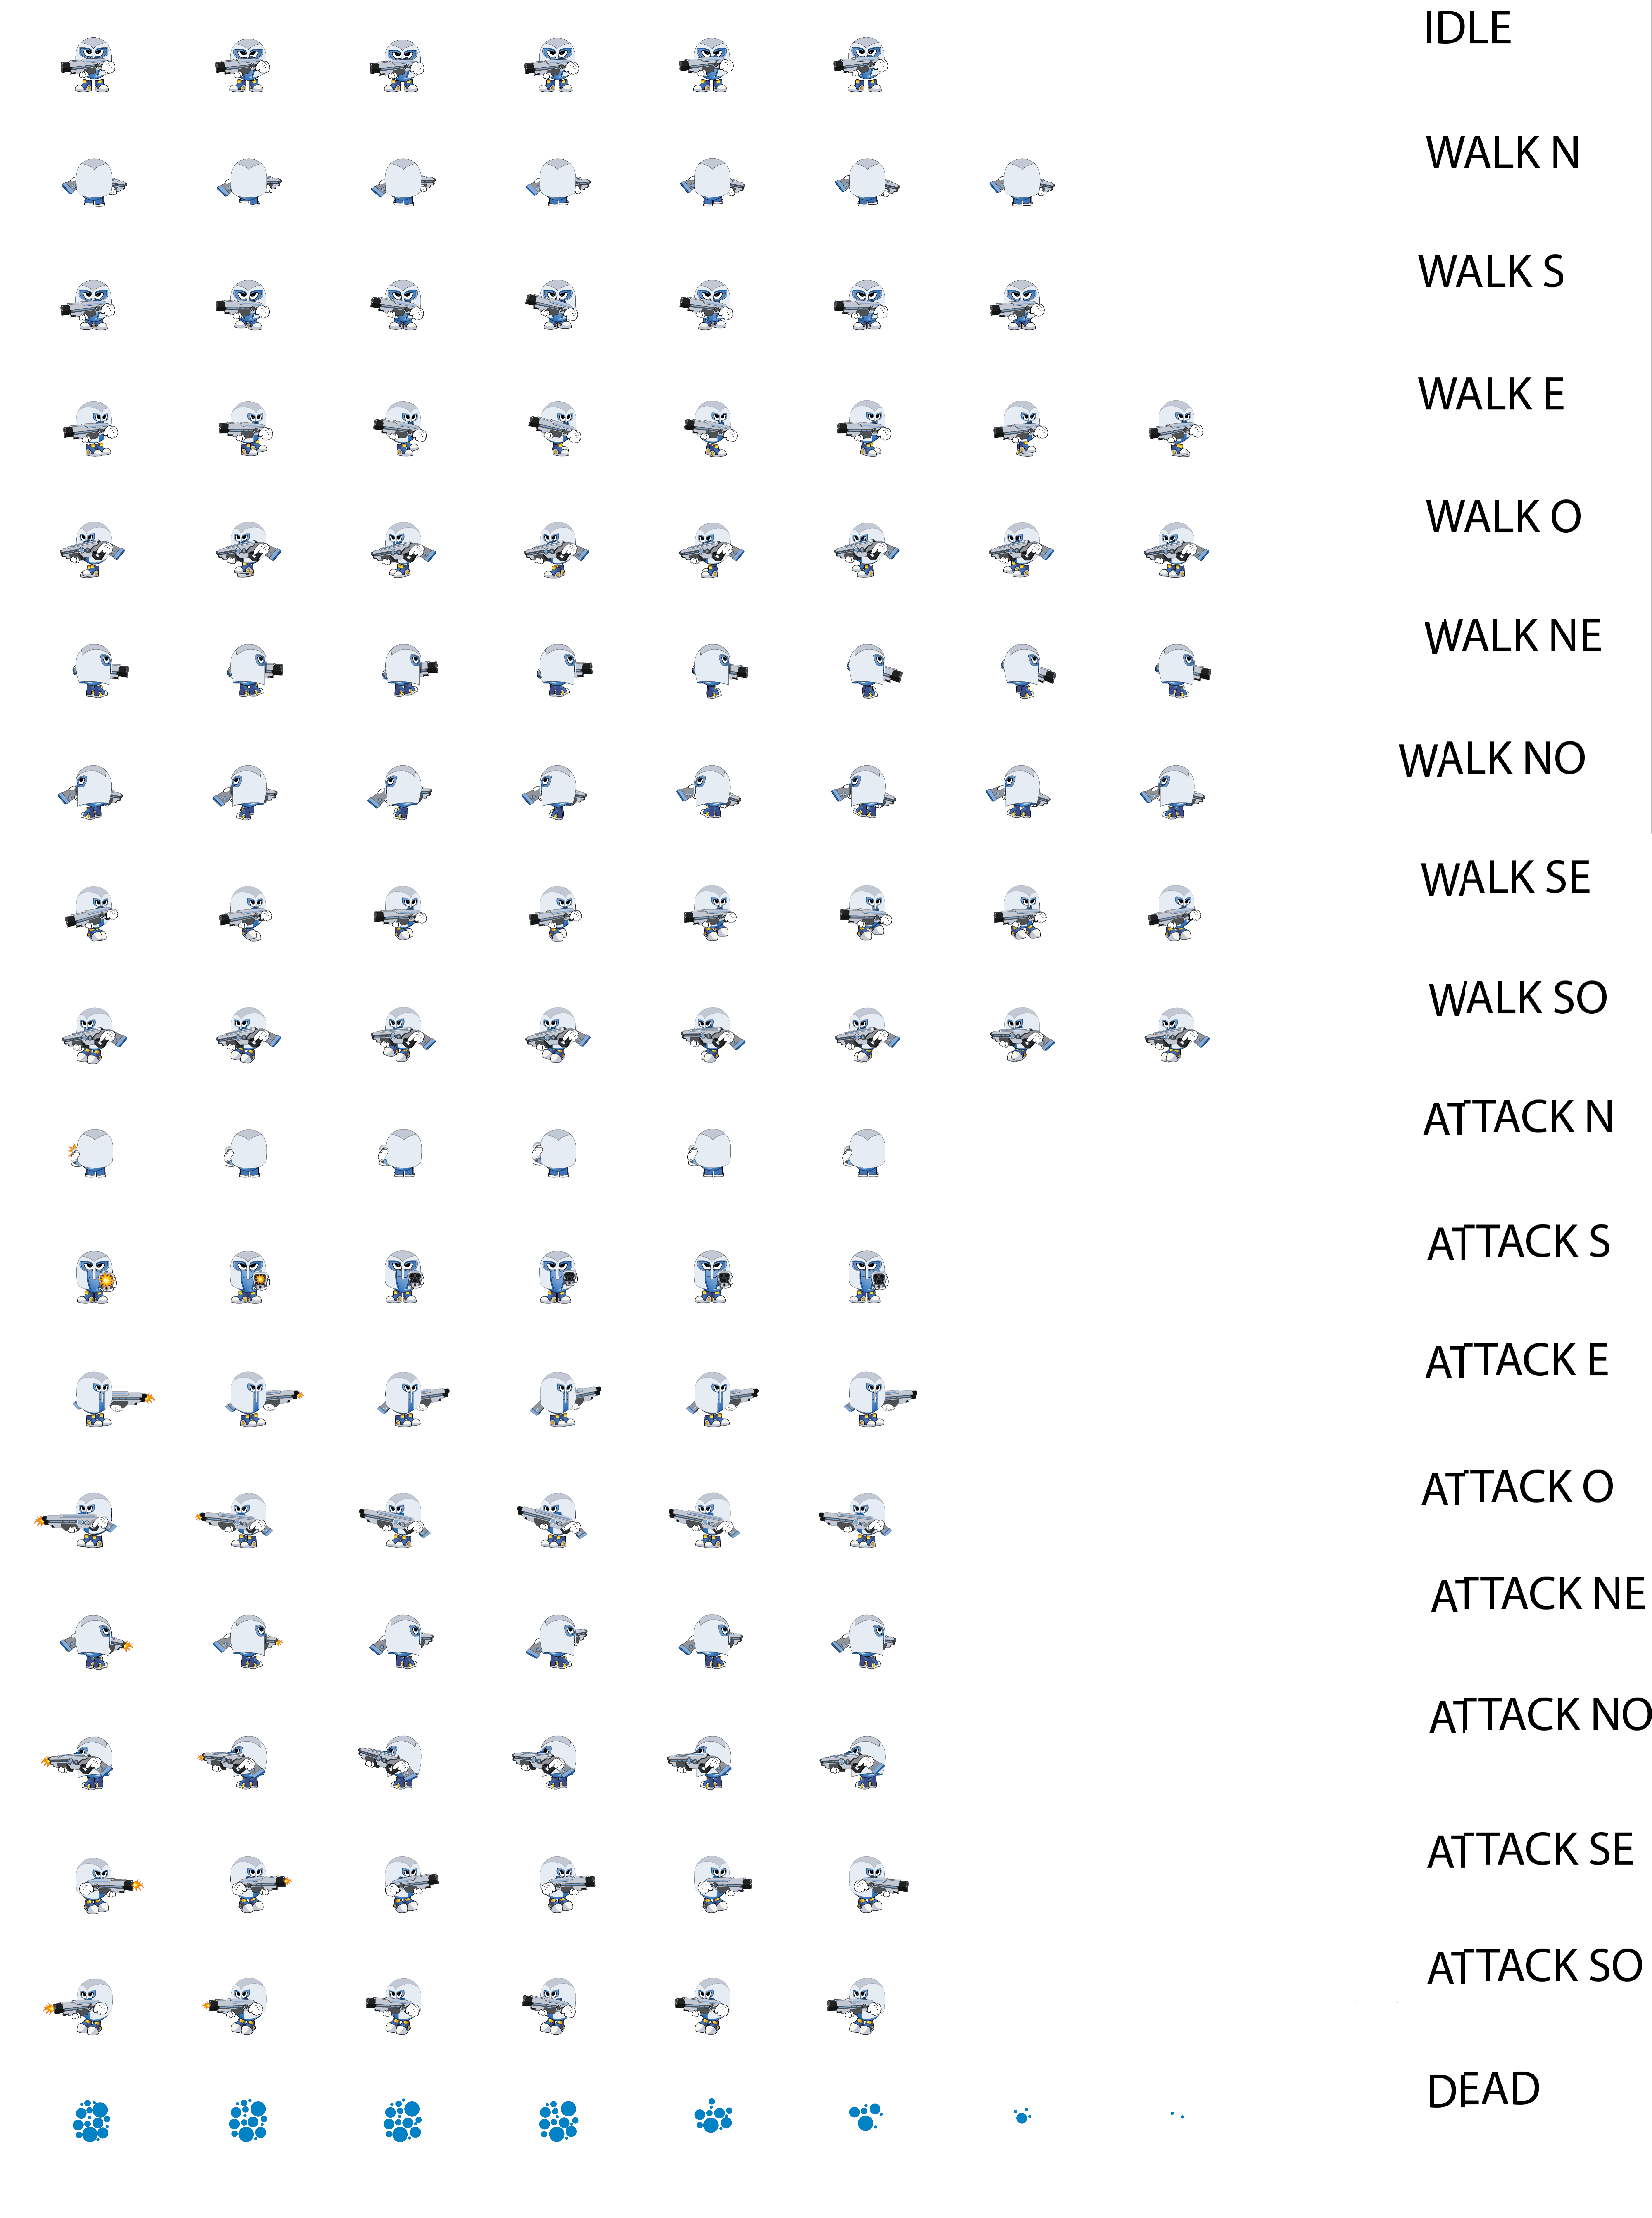 IDLE
WALK N
WALK S
WALK E
WALK O
WALK NE
WALK NO
WALK SE
WALK SO
ATTACK N
ATTACK S
ATTACK E
ATTACK O
ATTACK NE
ATTACK NO
ATTACK SE
ATTACK SO
DEAD